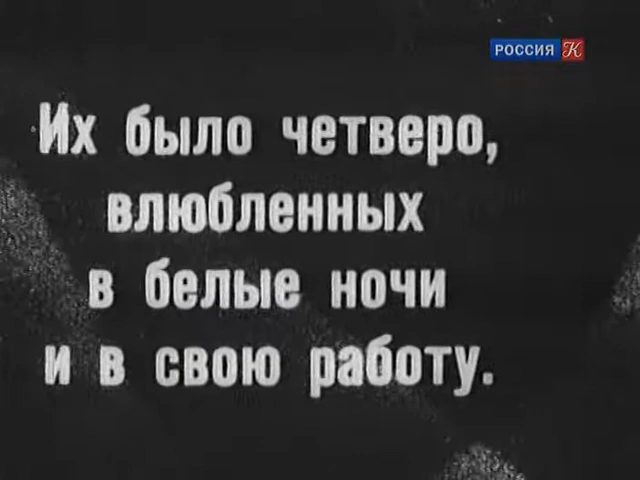 РОССИЯ К
Их было четверо,
влюбленных
в белые ночи
и в свою работу.